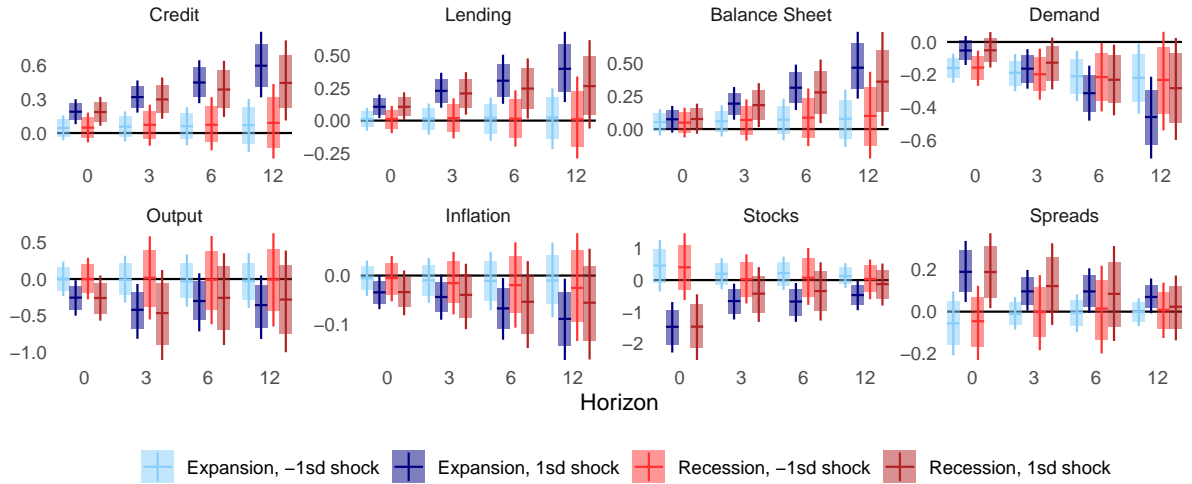 Credit
Lending
Balance Sheet
Demand
0.6
0.3
0.0
0 3 6 12
0.50
0.25
0.00
−0.25
0 3 6 12
0.50
0.25
0.00
0 3 6 12
0.0
−0.2
−0.4
−0.6
0 3 6 12
Output
Inflation
Stocks
Spreads
0.5
0.0
−0.5
−1.0
0 3 6 12
0.0
−0.1
0 3 6 12
1
0
−1
−2
0 3 6 12
0.2
0.0
−0.2
0 3 6 12
Horizon
Expansion, −1sd shock Expansion, 1sd shock Recession, −1sd shock Recession, 1sd shock